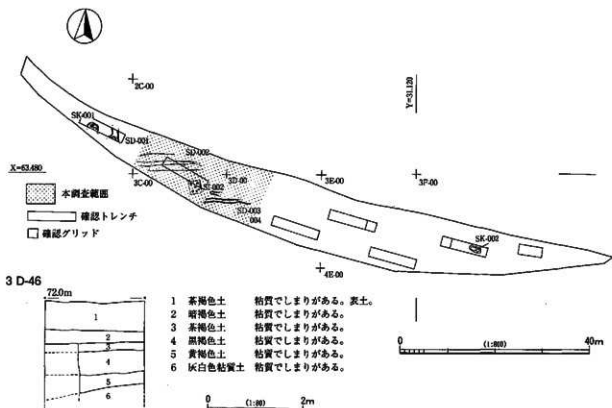 2C-00
Y=31,120
SK-001
SD-001
SD-002
X=63,480
3C-00
3D-00
3E-00
3F-00
SD-003
004
SK-002
4E-00
本調査範囲
確認トレンチ
確認グリッド
3 D-46
72.0m
1
2
3
4
5
6
1 茶褐色土 粘質でしまりがある。表土。
2 暗褐色土 粘質でしまりがある。
3 茶褐色土 粘質でしまりがある。
4 黒褐色土 粘質でしまりがある。
5 黄褐色土 粘質でしまりがある。
6 灰白色粘質土 粘質でしまりがある。
0 (1:800) 40m
0 (1:80) 2m